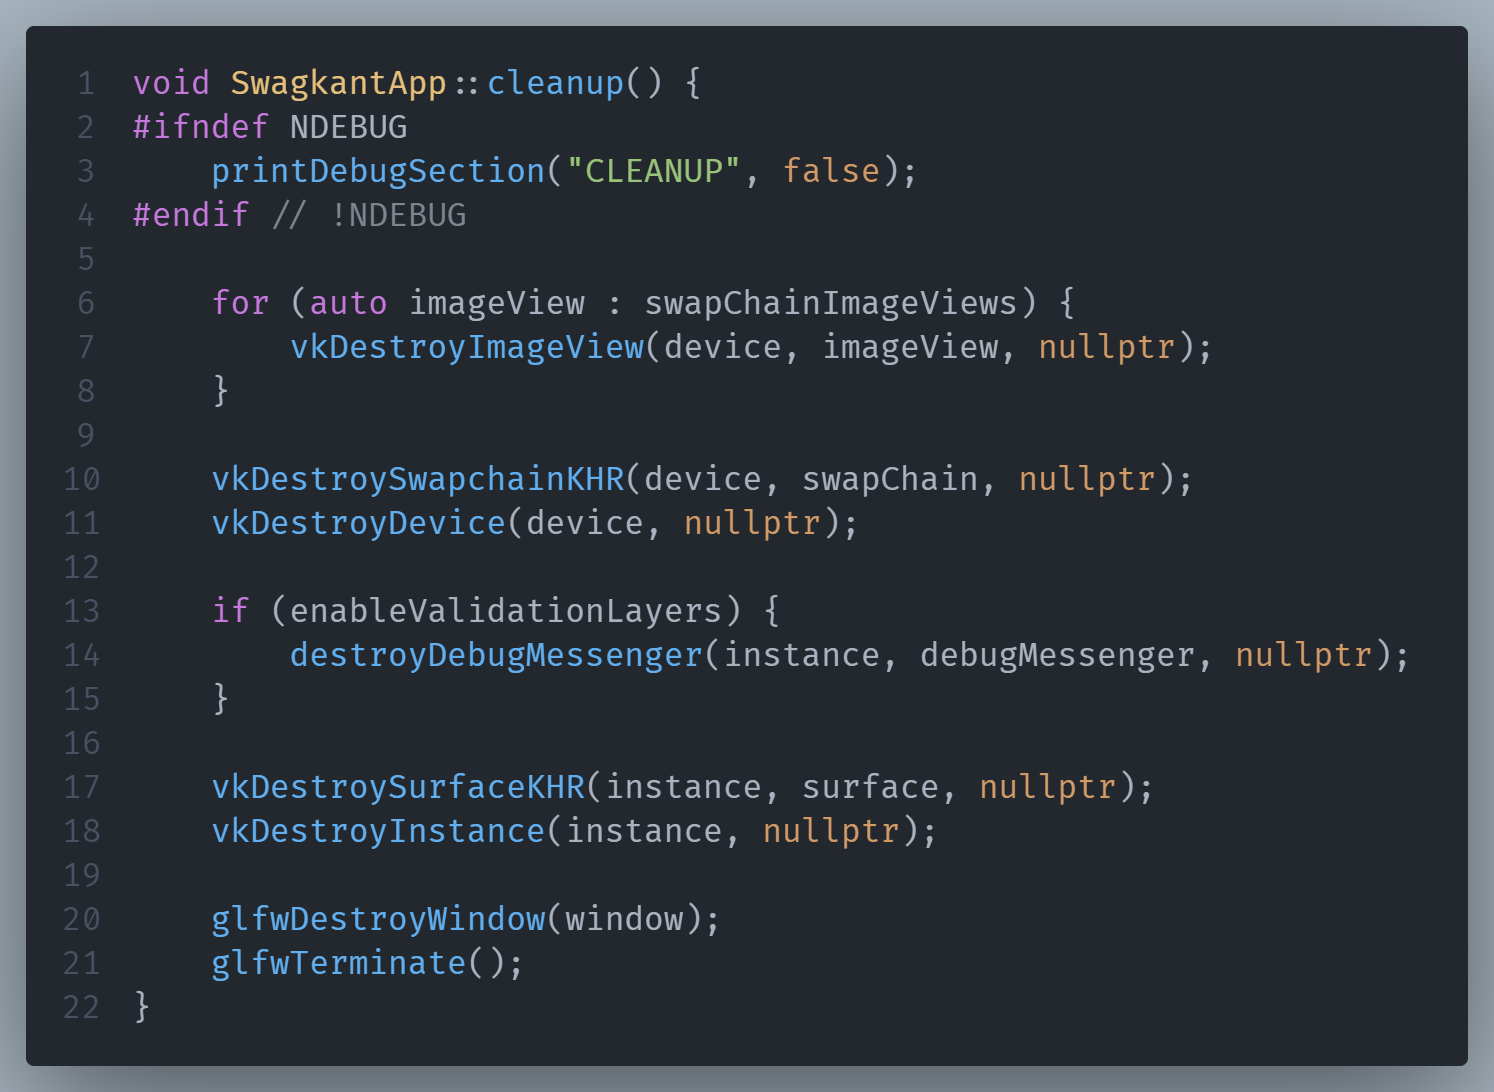 1 void SwagkantApp::cleanup() {
2 #ifndef NDEBUG
3     printDebugSection("CLEANUP", false);
4 #endif // !NDEBUG
5
6     for (auto imageView : swapChainImageViews) {
7         vkDestroyImageView(device, imageView, nullptr);
8     }
9
10     vkDestroySwapchainKHR(device, swapChain, nullptr);
11     vkDestroyDevice(device, nullptr);
12
13     if (enableValidationLayers) {
14         destroyDebugMessenger(instance, debugMessenger, nullptr);
15     }
16
17     vkDestroySurfaceKHR(instance, surface, nullptr);
18     vkDestroyInstance(instance, nullptr);
19
20     glfwDestroyWindow(window);
21     glfwTerminate();
22 }